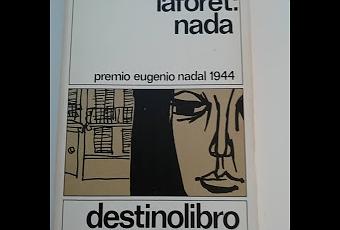 laforet:
nada
premio eugenio nadal 1944
destinolibro